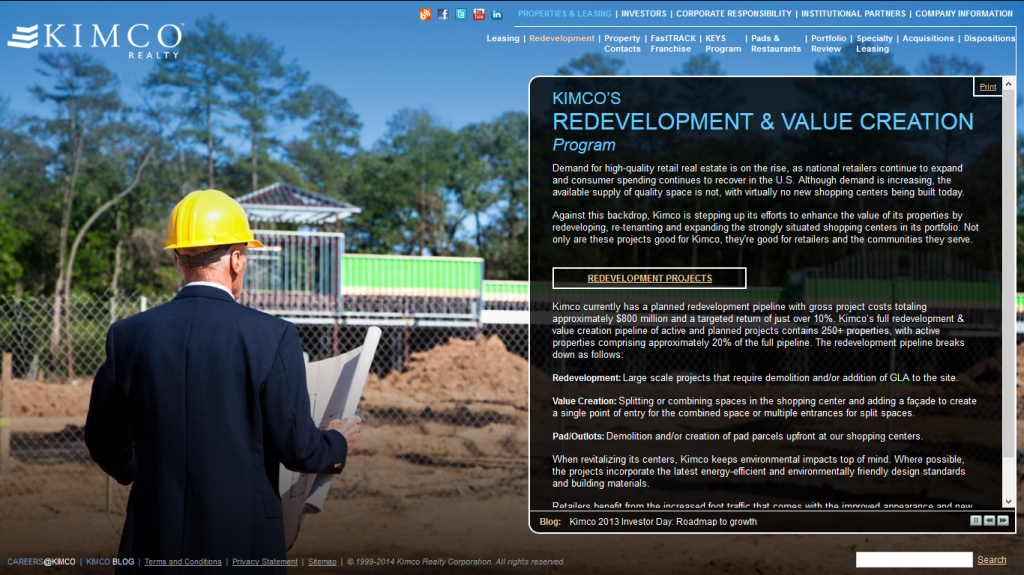 PROPERTIES & LEASING | INVESTORS | CORPORATE RESPONSIBILITY | INSTITUTIONAL PARTNERS | COMPANY INFORMATION
KIMCO™
REALTY
Leasing | Redevelopment | Property Contacts | FastTRACK Franchise | KEYS Program | Pads & Restaurants | Portfolio Review | Specialty Leasing | Acquisitions | Dispositions
Print
KIMCO'S
REDEVELOPMENT & VALUE CREATION
Program
Demand for high-quality retail real estate is on the rise, as national retailers continue to expand
and consumer spending continues to recover in the U.S. Although demand is increasing, the
available supply of quality space is not, with virtually no new shopping centers being built today.
Against this backdrop, Kimco is stepping up its efforts to enhance the value of its properties by
redeveloping, re-tenanting and expanding the strongly situated shopping centers in its portfolio. Not
only are these projects good for Kimco, they're good for retailers and the communities they serve.
REDEVELOPMENT PROJECTS
Kimco currently has a planned redevelopment pipeline with gross project costs totaling
approximately $800 million and a targeted return of just over 10%. Kimco's full redevelopment &
value creation pipeline of active and planned projects contains 250+ properties, with active
properties comprising approximately 20% of the full pipeline. The redevelopment pipeline breaks
down as follows:
Redevelopment: Large scale projects that require demolition and/or addition of GLA to the site.
Value Creation: Splitting or combining spaces in the shopping center and adding a façade to create
a single point of entry for the combined space or multiple entrances for split spaces.
Pad/Outlots: Demolition and/or creation of pad parcels upfront at our shopping centers.
When revitalizing its centers, Kimco keeps environmental impacts top of mind. Where possible,
the projects incorporate the latest energy-efficient and environmentally friendly design standards
and building materials.
Retailers benefit from the increased foot traffic that comes with the improved appearance and new
Blog: Kimco 2013 Investor Day: Roadmap to growth
CAREERS@KIMCO | KIMCO BLOG | Terms and Conditions | Privacy Statement | Sitemap | © 1999-2014 Kimco Realty Corporation. All rights reserved.
Search